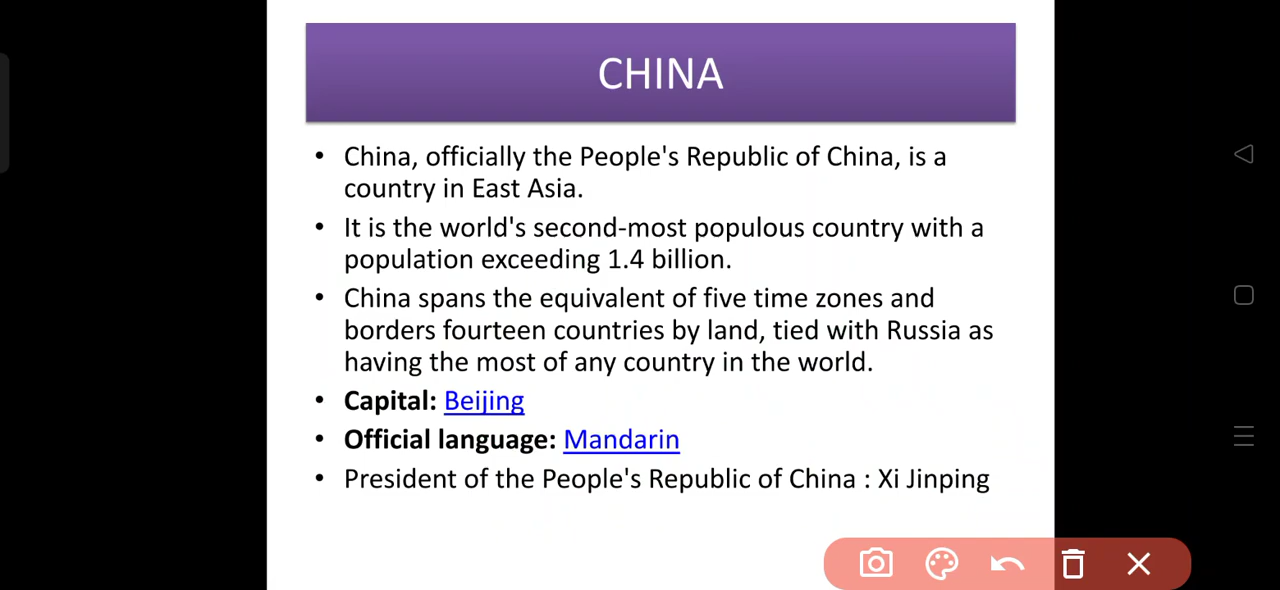 CHINA
• China, officially the People's Republic of China, is a
country in East Asia.
• It is the world's second-most populous country with a
population exceeding 1.4 billion.
• China spans the equivalent of five time zones and
borders fourteen countries by land, tied with Russia as
having the most of any country in the world.
• Capital: Beijing
• Official language: Mandarin
• President of the People's Republic of China : Xi Jinping